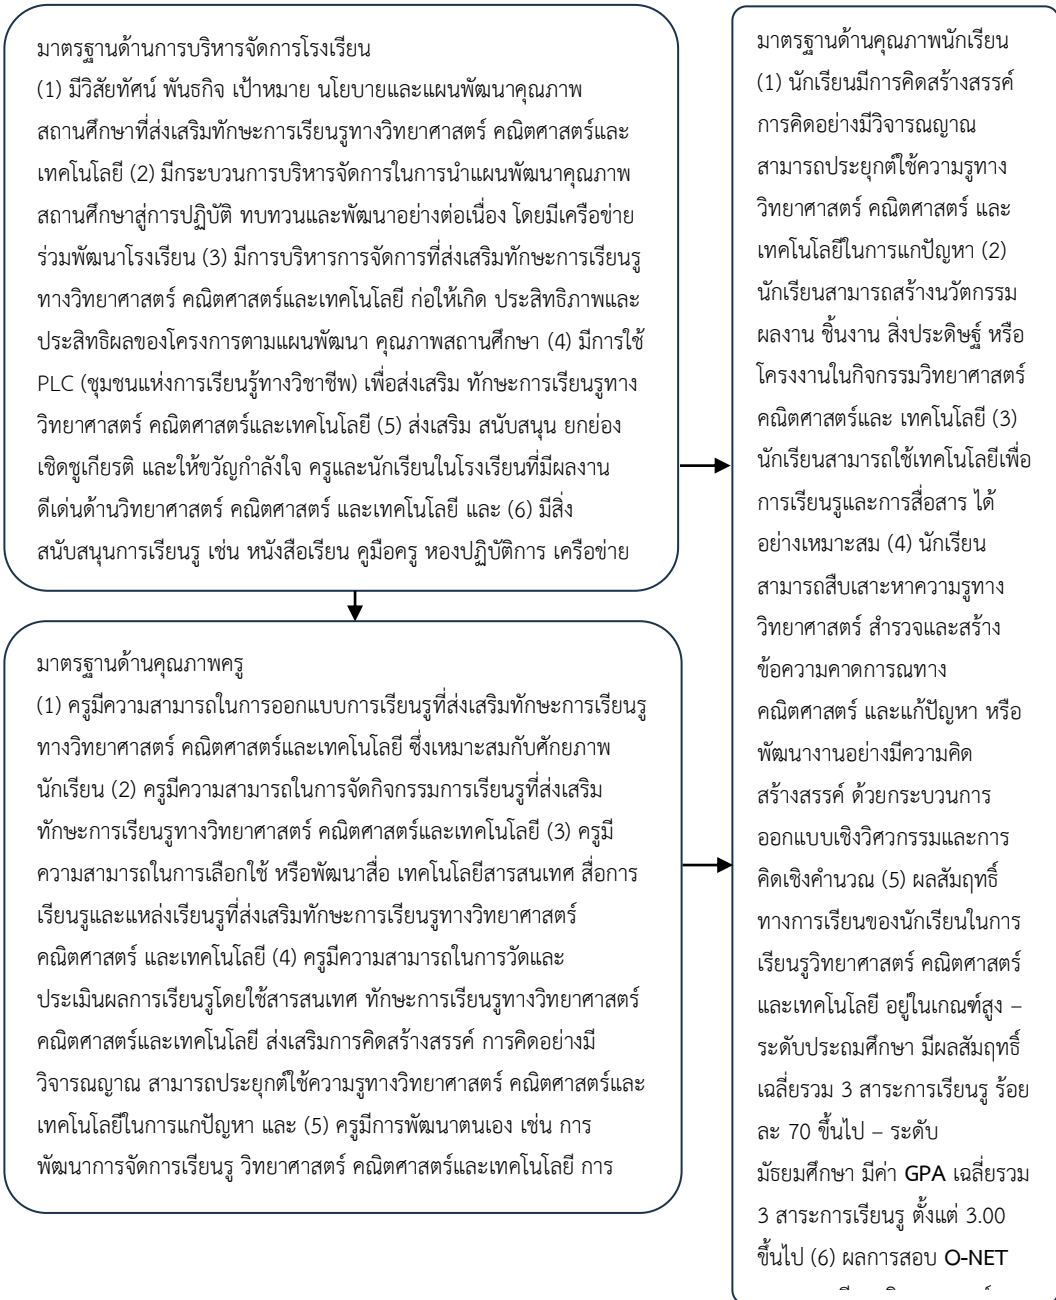 มาตรฐานด้านการบริหารจัดการโรงเรียน
(1) มีวิสัยทัศน์ พันธกิจ เป้าหมาย นโยบายและแผนพัฒนาคุณภาพ
สถานศึกษาที่ส่งเสริมทักษะการเรียนรูทางวิทยาศาสตร์ คณิตศาสตร์และ
เทคโนโลยี (2) มีกระบวนการบริหารจัดการในการนำแผนพัฒนาคุณภาพ
สถานศึกษาสู่การปฏิบัติ ทบทวนและพัฒนาอย่างต่อเนื่อง โดยมีเครือข่าย
ร่วมพัฒนาโรงเรียน (3) มีการบริหารการจัดการที่ส่งเสริมทักษะการเรียนรู
ทางวิทยาศาสตร์ คณิตศาสตร์และเทคโนโลยี ก่อให้เกิด ประสิทธิภาพและ
ประสิทธิผลของโครงการตามแผนพัฒนา คุณภาพสถานศึกษา (4) มีการใช้
PLC (ชุมชนแห่งการเรียนรู้ทางวิชาชีพ) เพื่อส่งเสริม ทักษะการเรียนรูทาง
วิทยาศาสตร์ คณิตศาสตร์และเทคโนโลยี (5) ส่งเสริม สนับสนุน ยกย่อง
เชิดชูเกียรติ และให้ขวัญกำลังใจ ครูและนักเรียนในโรงเรียนที่มีผลงาน
ดีเด่นด้านวิทยาศาสตร์ คณิตศาสตร์ และเทคโนโลยี และ (6) มีสิ่ง
สนับสนุนการเรียนรู เช่น หนังสือเรียน คูมือครู หองปฏิบัติการ เครือข่าย
มาตรฐานด้านคุณภาพครู
(1) ครูมีความสามารถในการออกแบบการเรียนรูที่ส่งเสริมทักษะการเรียนรู
ทางวิทยาศาสตร์ คณิตศาสตร์และเทคโนโลยี ซึ่งเหมาะสมกับศักยภาพ
นักเรียน (2) ครูมีความสามารถในการจัดกิจกรรมการเรียนรูที่ส่งเสริม
ทักษะการเรียนรูทางวิทยาศาสตร์ คณิตศาสตร์และเทคโนโลยี (3) ครูมี
ความสามารถในการเลือกใช้ หรือพัฒนาสื่อ เทคโนโลยีสารสนเทศ สื่อการ
เรียนรูและแหล่งเรียนรูที่ส่งเสริมทักษะการเรียนรูทางวิทยาศาสตร์
คณิตศาสตร์ และเทคโนโลยี (4) ครูมีความสามารถในการวัดและ
ประเมินผลการเรียนรูโดยใช้สารสนเทศ ทักษะการเรียนรูทางวิทยาศาสตร์
คณิตศาสตร์และเทคโนโลยี ส่งเสริมการคิดสร้างสรรค์ การคิดอย่างมี
วิจารณญาณ สามารถประยุกต์ใช้ความรูทางวิทยาศาสตร์ คณิตศาสตร์และ
เทคโนโลยีในการแกปัญหา และ (5) ครูมีการพัฒนาตนเอง เช่น การ
พัฒนาการจัดการเรียนรู วิทยาศาสตร์ คณิตศาสตร์และเทคโนโลยี การ
มาตรฐานด้านคุณภาพนักเรียน
(1) นักเรียนมีการคิดสร้างสรรค์
การคิดอย่างมีวิจารณญาณ
สามารถประยุกต์ใช้ความรูทาง
วิทยาศาสตร์ คณิตศาสตร์ และ
เทคโนโลยีในการแกปัญหา (2)
นักเรียนสามารถสร้างนวัตกรรม
ผลงาน ชิ้นงาน สิ่งประดิษฐ์ หรือ
โครงงานในกิจกรรมวิทยาศาสตร์
คณิตศาสตร์และ เทคโนโลยี (3)
นักเรียนสามารถใช้เทคโนโลยีเพื่อ
การเรียนรูและการสื่อสาร ได้
อย่างเหมาะสม (4) นักเรียน
สามารถสืบเสาะหาความรูทาง
วิทยาศาสตร์ สำรวจและสร้าง
ข้อความคาดการณทาง
คณิตศาสตร์ และแก้ปัญหา หรือ
พัฒนางานอย่างมีความคิด
สร้างสรรค์ ด้วยกระบวนการ
ออกแบบเชิงวิศวกรรมและการ
คิดเชิงคำนวณ (5) ผลสัมฤทธิ์
ทางการเรียนของนักเรียนในการ
เรียนรูวิทยาศาสตร์ คณิตศาสตร์
และเทคโนโลยี อยู่ในเกณฑ์สูง –
ระดับประถมศึกษา มีผลสัมฤทธิ์
เฉลี่ยรวม 3 สาระการเรียนรู ร้อย
ละ 70 ขึ้นไป – ระดับ
มัธยมศึกษา มีค่า GPA เฉลี่ยรวม
3 สาระการเรียนรู ตั้งแต่ 3.00
ขึ้นไป (6) ผลการสอบ O-NET